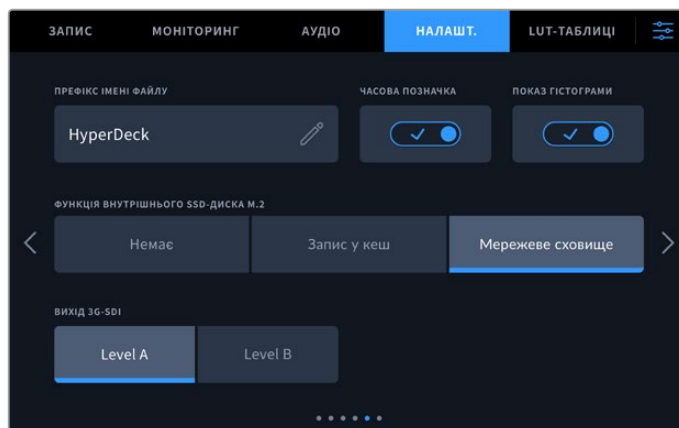 ЗАПИС МОНІТОРИНГ АУДІО НАЛАШТ. LUT-ТАБЛИЦІ
ПРЕФІКС ІМЕНІ ФАЙЛУ ЧАСОВА ПОЗНАЧКА ПОКАЗ ГІСТОГРАМИ
HyperDeck
ФУНКЦІЯ ВНУТРІШНЬОГО SSD-ДИСКА M.2
Немає Запис у кеш Мережеве сховище
ВИХІД 3G-SDI
Level A Level B